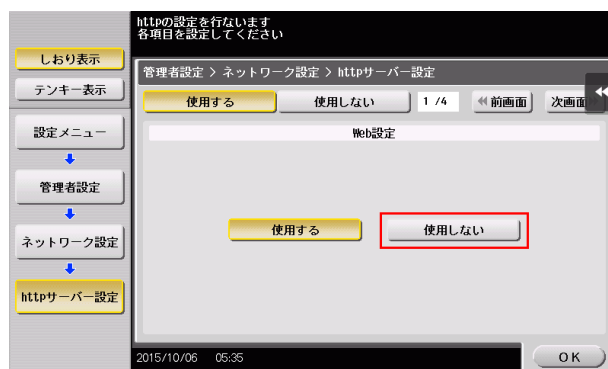 httpの設定を行ないます
各項目を設定してください
しおり表示
テンキー表示
設定メニュー
管理者設定
ネットワーク設定
httpサーバー設定
管理者設定 > ネットワーク設定 > httpサーバー設定
使用する 使用しない 1 /4 前画面 次画面
Web設定
使用する 使用しない
2015/10/06 05:35
OK